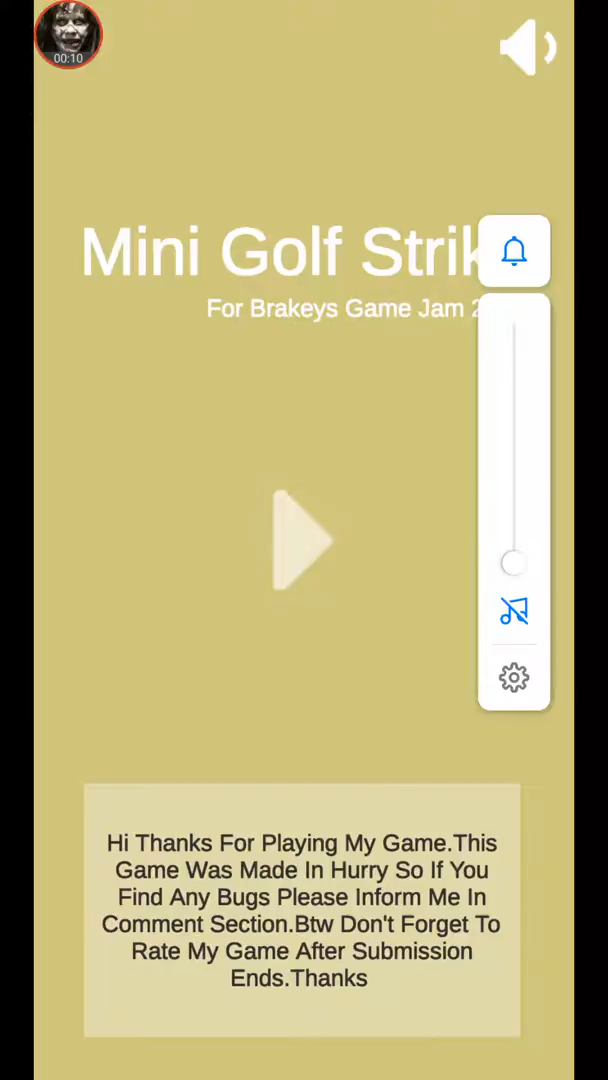 00:10
Mini Golf Strik
For Brakeys Game Jam
Hi Thanks For Playing My Game.This
Game Was Made In Hurry So If You
Find Any Bugs Please Inform Me In
Comment Section.Btw Don't Forget To
Rate My Game After Submission
Ends.Thanks